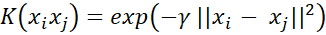 K(xᵢxⱼ) = exp(−γ ||xᵢ − xⱼ||²)